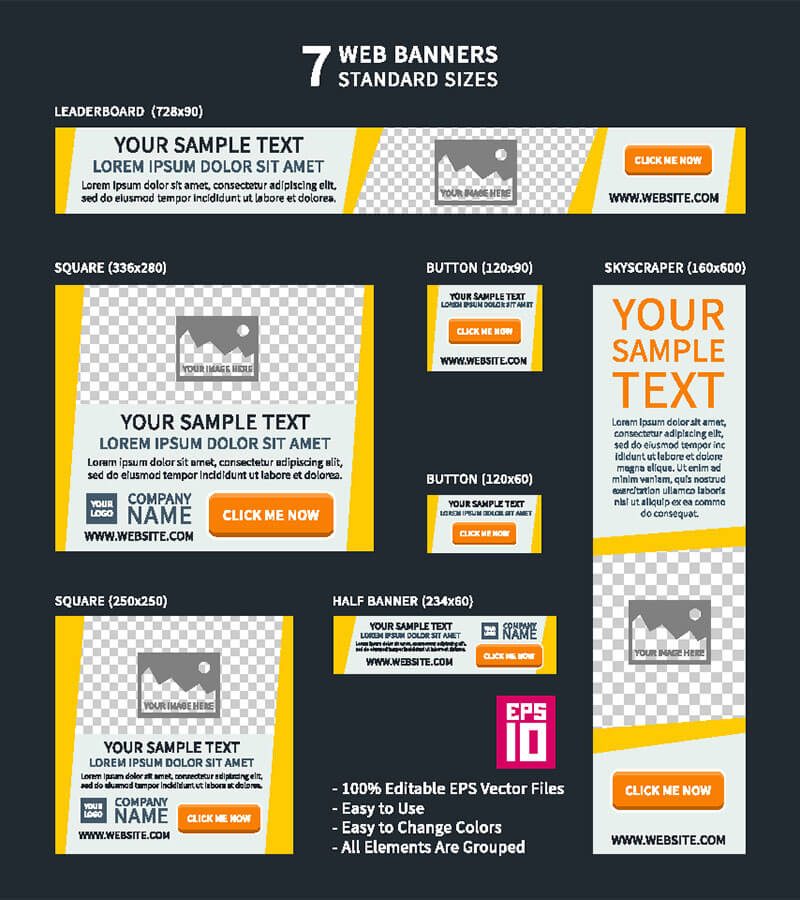 7 WEB BANNERS
STANDARD SIZES
LEADERBOARD (728x90)
YOUR SAMPLE TEXT
LOREM IPSUM DOLOR SIT AMET
Lorem ipsum dolor sit amet, consectetur adipiscing elit,
sed do eiusmod tempor incididunt ut labore et dolorea.
YOUR IMAGE HERE
CLICK ME NOW
WWW.WEBSITE.COM
SQUARE (336x280)
YOUR IMAGE HERE
YOUR SAMPLE TEXT
LOREM IPSUM DOLOR SIT AMET
Lorem ipsum dolor sit amet, consectetur adipiscing elit,
sed do eiusmod tempor incididunt ut labore et dolorea.
YOUR
LOGO
COMPANY
NAME
WWW.WEBSITE.COM
CLICK ME NOW
BUTTON (120x90)
YOUR SAMPLE TEXT
LOREM IPSUM DOLOR SIT AMET
CLICK ME NOW
WWW.WEBSITE.COM
BUTTON (120x60)
YOUR SAMPLE TEXT
LOREM IPSUM DOLOR SIT AMET
CLICK ME NOW
SKYSCRAPER (160x600)
YOUR
SAMPLE
TEXT
Lorem ipsum dolor sit amet,
consectetur adipiscing elit,
sed do eiusmod tempor inc
ididunt ut labore et dolore
magna aliqua. Ut enim ad
minim veniam, quis nostrud
exercitation ullamco laboris
nisi ut aliquip ex ea commo
do consequat.
YOUR IMAGE HERE
CLICK ME NOW
WWW.WEBSITE.COM
SQUARE (250x250)
YOUR IMAGE HERE
YOUR SAMPLE TEXT
LOREM IPSUM DOLOR SIT AMET
Lorem ipsum dolor sit amet, consectetur adipiscing elit,
sed do eiusmod tempor incididunt ut labore et dolorea.
YOUR
LOGO
COMPANY
NAME
WWW.WEBSITE.COM
CLICK ME NOW
HALF BANNER (234x60)
YOUR SAMPLE TEXT
LOREM IPSUM DOLOR SIT AMET
WWW.WEBSITE.COM
COMPANY
NAME
CLICK ME NOW
EPS
10
- 100% Editable EPS Vector Files
- Easy to Use
- Easy to Change Colors
- All Elements Are Grouped